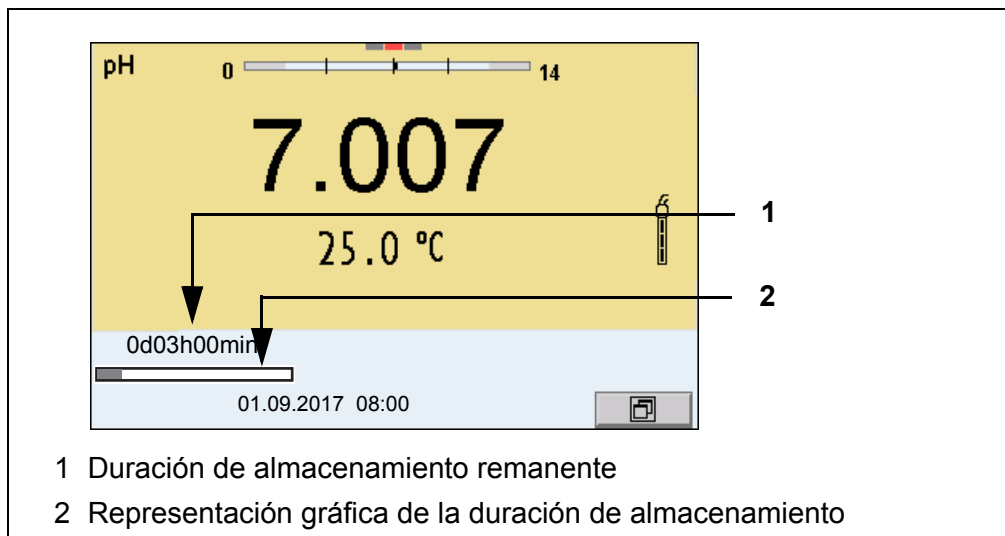 pH
0
14
7.007
25.0 ºC
1
2
0d03h00min
01.09.2017 08:00
1 Duración de almacenamiento remanente
2 Representación gráfica de la duración de almacenamiento